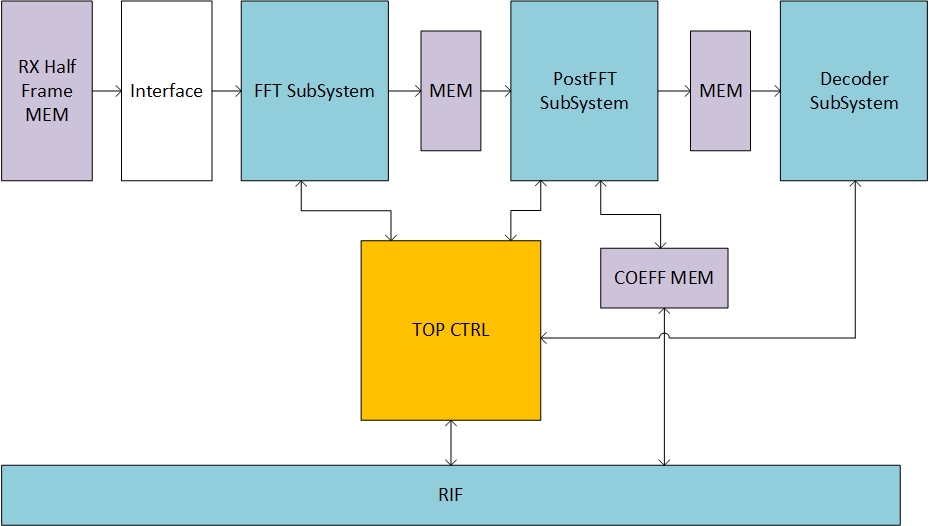 RX Half
Frame
MEM
Interface
FFT SubSystem
MEM
PostFFT
SubSystem
MEM
Decoder
SubSystem
COEFF MEM
TOP CTRL
RIF